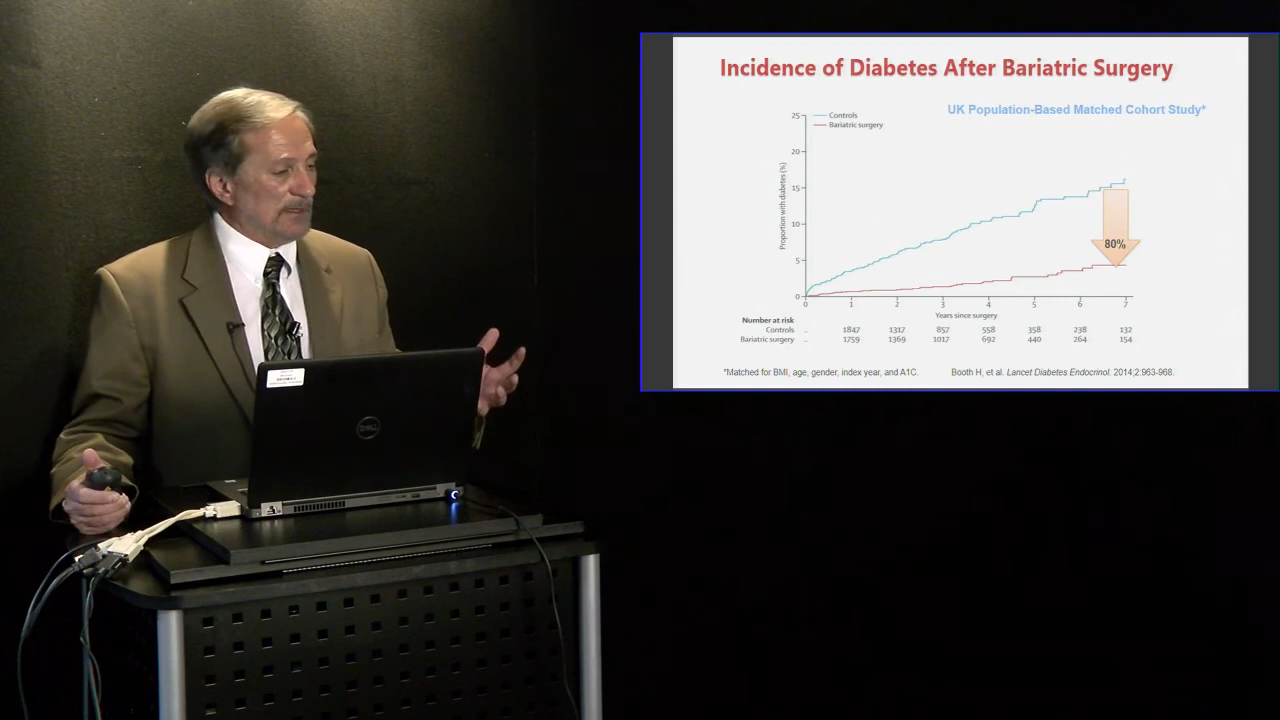 Incidence of Diabetes After Bariatric Surgery
UK Population-Based Matched Cohort Study*
Controls
Bariatric surgery
Proportion with diabetes (%)
25
20
15
10
5
0
80%
0 1 2 3 4 5 6 7
Years since surgery
Number at risk
Controls .. 1847 1317 857 558 358 238 132
Bariatric surgery .. 1759 1369 1017 692 440 264 154
*Matched for BMI, age, gender, index year, and A1C.
Booth H, et al. Lancet Diabetes Endocrinol. 2014;2:963-968.
DELL